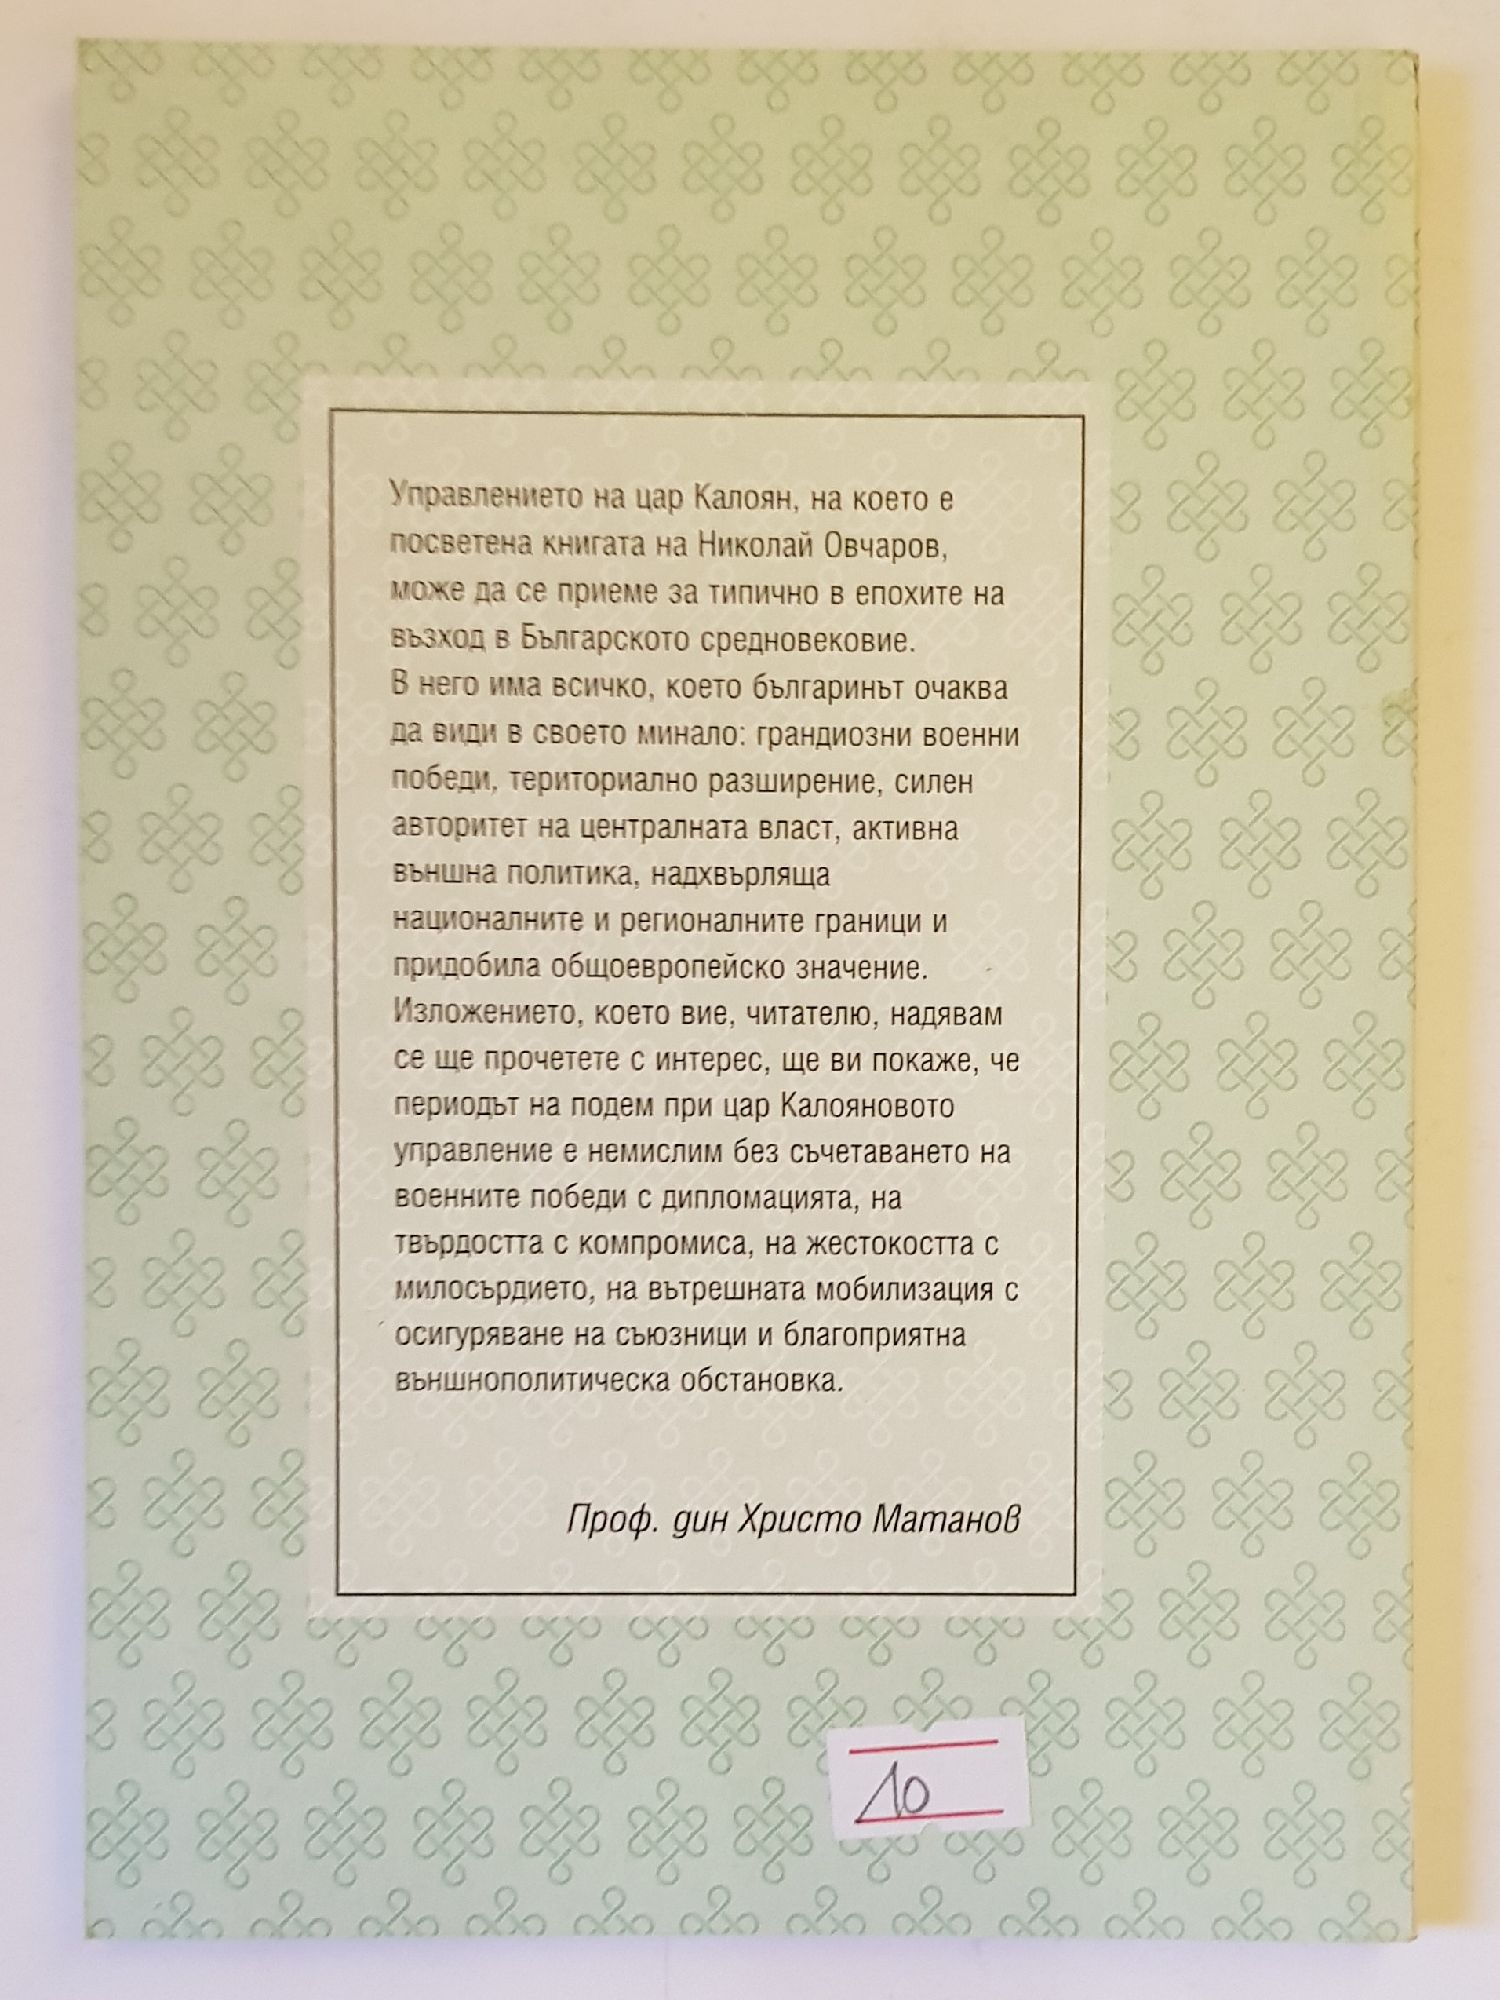 Управлението на цар Калоян, на което е
посветена книгата на Николай Овчаров,
може да се приеме за типично в епохите на
възход в Българското средновековие.
В него има всичко, което българинът очаква
да види в своето минало: грандиозни военни
победи, териториално разширение, силен
авторитет на централната власт, активна
външна политика, надхвърляща
националните и регионалните граници и
придобила общоевропейско значение.
Изложението, което вие, читателю, надявам
се ще прочетете с интерес, ще ви покаже, че
периодът на подем при цар Калояновото
управление е немислим без съчетаването на
военните победи с дипломацията, на
твърдостта с компромиса, на жестокостта с
милосърдието, на вътрешната мобилизация с
осигуряване на съюзници и благоприятна
външнополитическа обстановка.
Проф. дин Христо Матанов
10